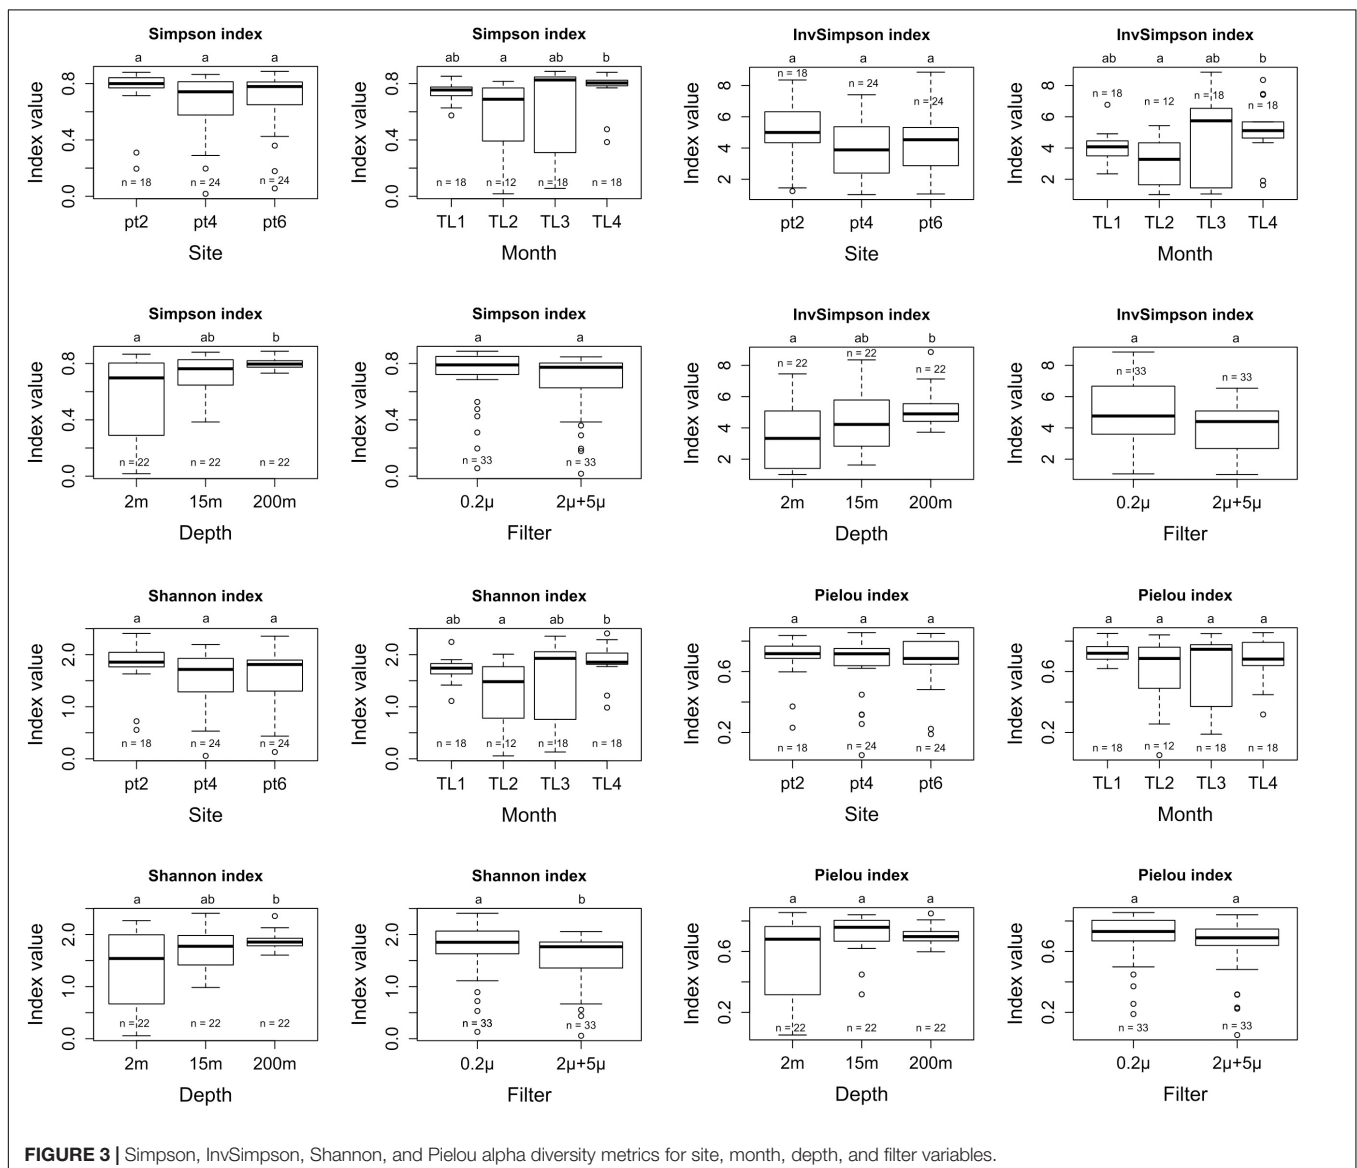 Simpson index
a a a
Index value
0.8
0.4
0.0
n = 18 n = 24 n = 24
pt2 pt4 pt6
Site
Simpson index
ab a ab b
Index value
0.8
0.4
0.0
n = 18 n = 12 n = 18 n = 18
TL1 TL2 TL3 TL4
Month
InvSimpson index
a a a
Index value
8
6
4
2
n = 18 n = 24 n = 24
pt2 pt4 pt6
Site
InvSimpson index
ab a ab b
Index value
8
6
4
2
n = 18 n = 12 n = 18 n = 18
TL1 TL2 TL3 TL4
Month
Simpson index
a ab b
Index value
0.8
0.4
0.0
n = 22 n = 22 n = 22
2m 15m 200m
Depth
Simpson index
a a
Index value
0.8
0.4
0.0
n = 33 n = 33
0.2µ 2µ+5µ
Filter
InvSimpson index
a ab b
Index value
8
6
4
2
n = 22 n = 22 n = 22
2m 15m 200m
Depth
InvSimpson index
a a
Index value
8
6
4
2
n = 33 n = 33
0.2µ 2µ+5µ
Filter
Shannon index
a a a
Index value
2.0
1.0
0.0
n = 18 n = 24 n = 24
pt2 pt4 pt6
Site
Shannon index
ab a ab b
Index value
2.0
1.0
0.0
n = 18 n = 12 n = 18 n = 18
TL1 TL2 TL3 TL4
Month
Pielou index
a a a
Index value
0.6
0.2
n = 18 n = 24 n = 24
pt2 pt4 pt6
Site
Pielou index
a a a a
Index value
0.6
0.2
n = 18 n = 12 n = 18 n = 18
TL1 TL2 TL3 TL4
Month
Shannon index
a ab b
Index value
2.0
1.0
0.0
n = 22 n = 22 n = 22
2m 15m 200m
Depth
Shannon index
a b
Index value
2.0
1.0
0.0
n = 33 n = 33
0.2µ 2µ+5µ
Filter
Pielou index
a a a
Index value
0.6
0.2
n = 22 n = 22 n = 22
2m 15m 200m
Depth
Pielou index
a a
Index value
0.6
0.2
n = 33 n = 33
0.2µ 2µ+5µ
Filter
FIGURE 3 | Simpson, InvSimpson, Shannon, and Pielou alpha diversity metrics for site, month, depth, and filter variables.